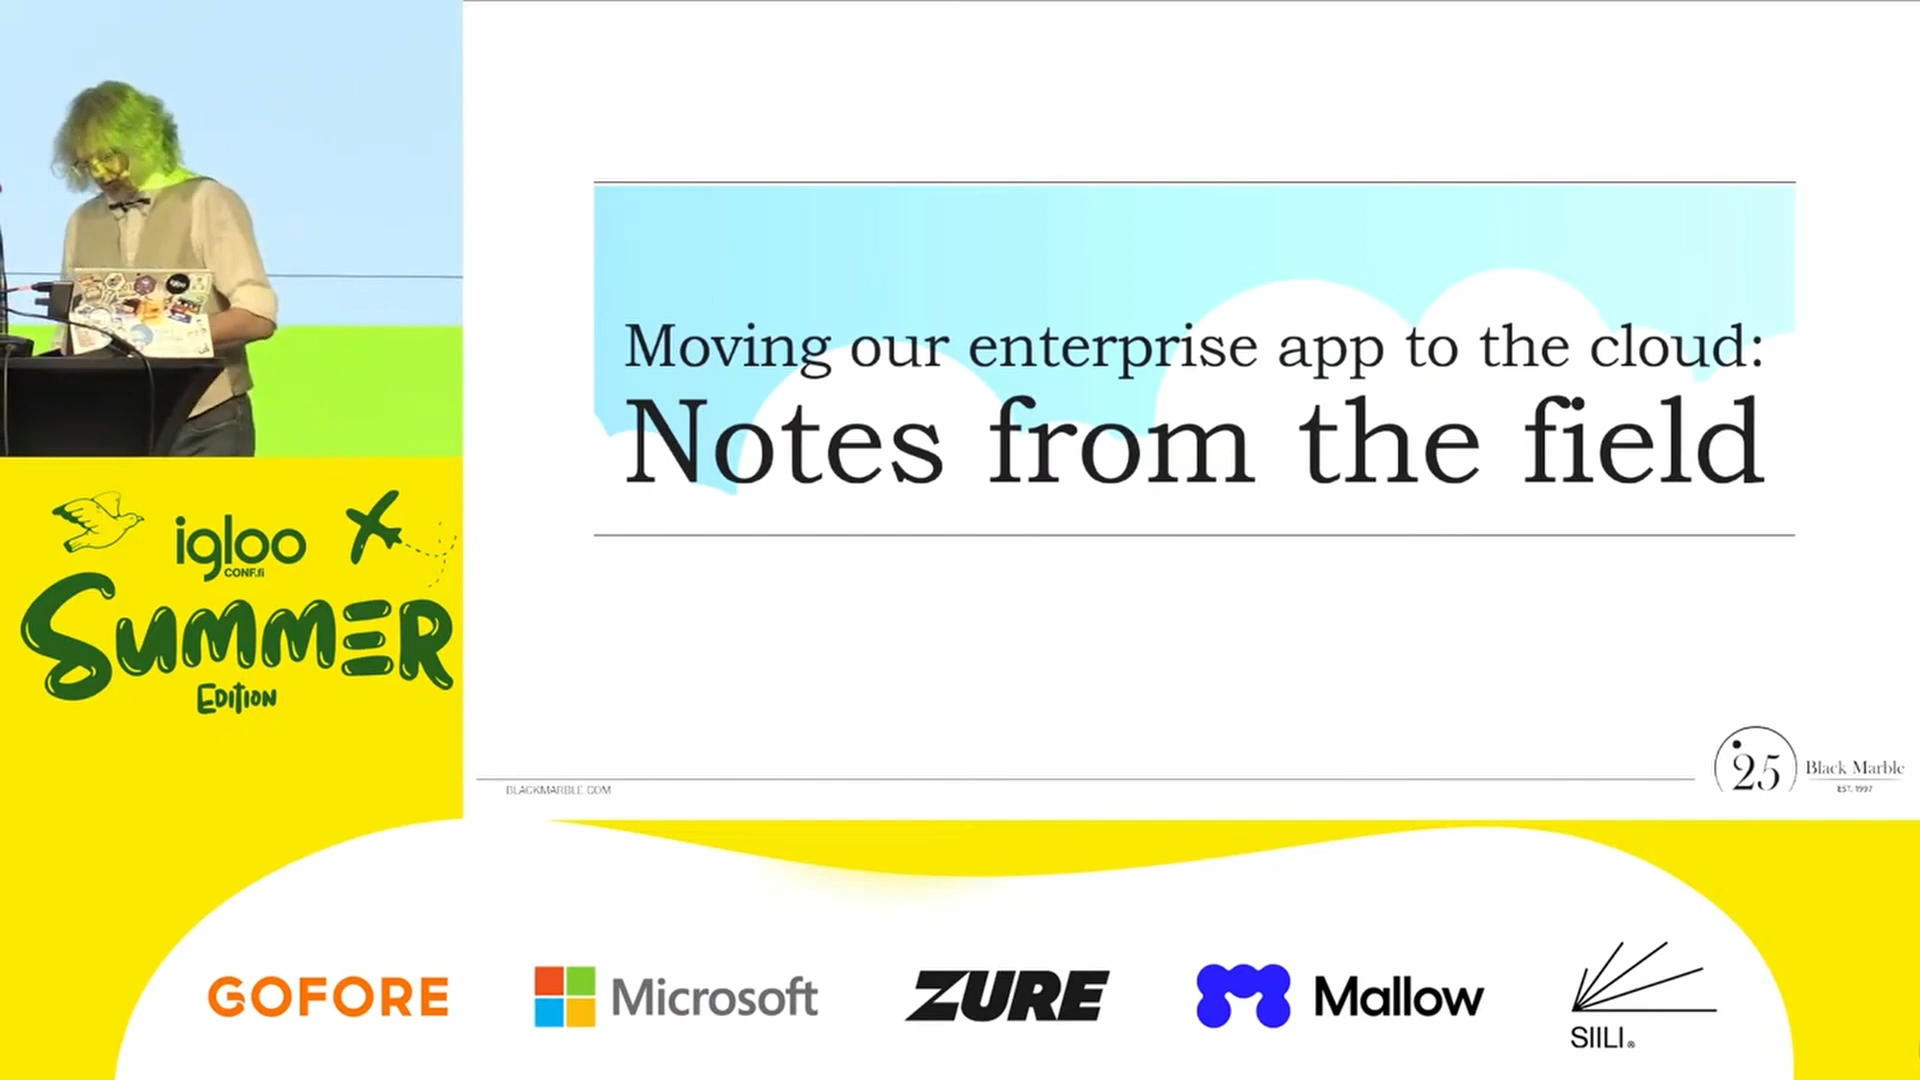 Moving our enterprise app to the cloud:
Notes from the field
igloo
CONF.fi
SUMMER
EDITION
BLACKMARBLE.COM
25
Black Marble
EST. 1997
GOFORE
Microsoft
ZURE
Mallow
SIILI®